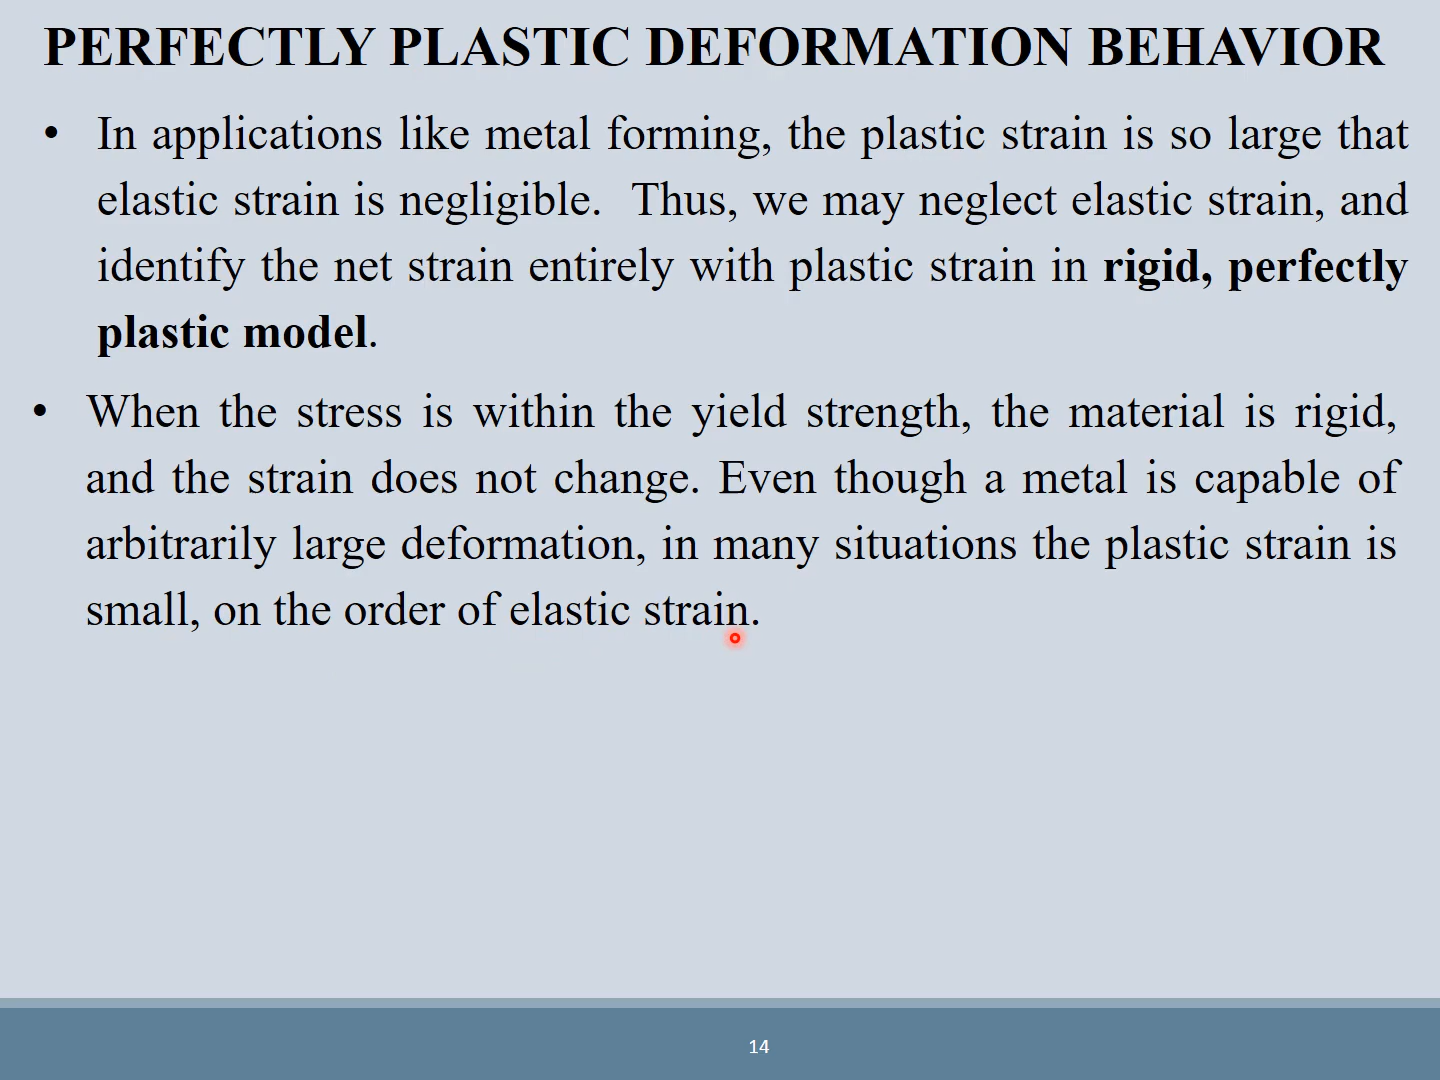 PERFECTLY PLASTIC DEFORMATION BEHAVIOR
• In applications like metal forming, the plastic strain is so large that
elastic strain is negligible. Thus, we may neglect elastic strain, and
identify the net strain entirely with plastic strain in rigid, perfectly
plastic model.
• When the stress is within the yield strength, the material is rigid,
and the strain does not change. Even though a metal is capable of
arbitrarily large deformation, in many situations the plastic strain is
small, on the order of elastic strain.
14